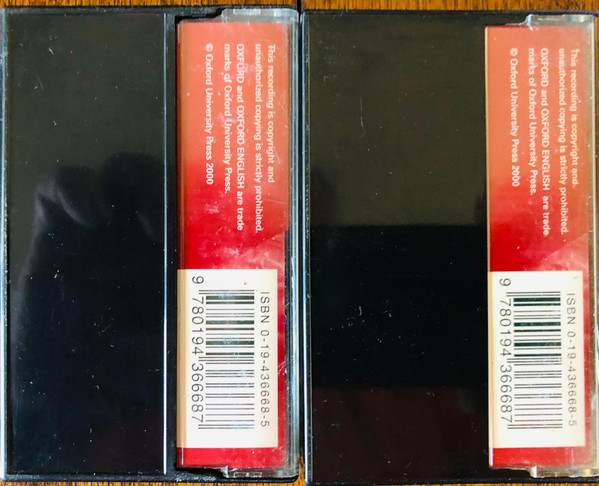 This recording is copyright and
unauthorized copying is strictly prohibited.
OXFORD and OXFORD ENGLISH are trade
marks of Oxford University Press.
© Oxford University Press 2000
ISBN 0-19-436668-5
9 780194 366687
This recording is copyright and
unauthorized copying is strictly prohibited.
OXFORD and OXFORD ENGLISH are trade
marks of Oxford University Press.
© Oxford University Press 2000
ISBN 0-19-436668-5
9 780194 366687